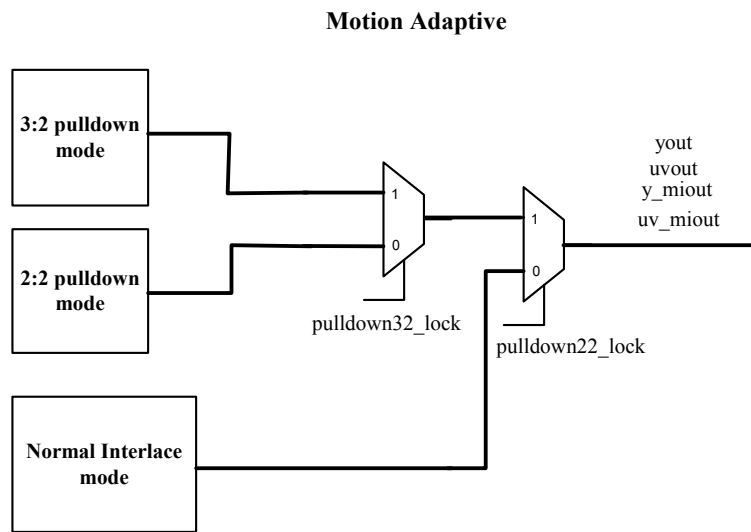 Motion Adaptive
3:2 pulldown
mode
1
0
pulldown32_lock
2:2 pulldown
mode
1
0
pulldown22_lock
yout
uvout
y_miout
uv_miout
Normal Interlace
mode